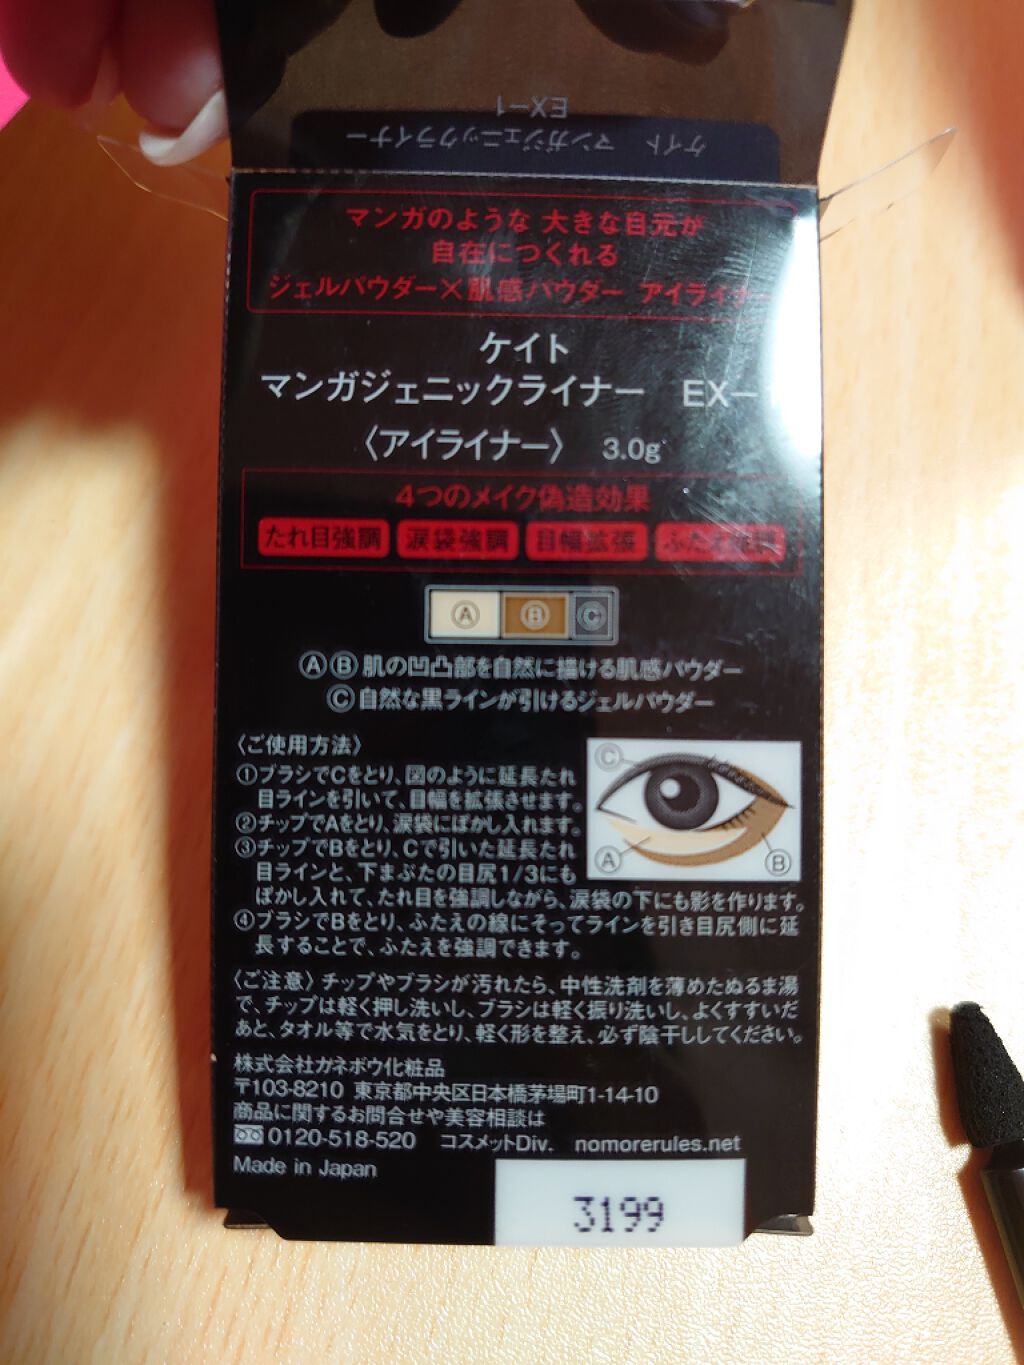 EX-1
ケイト マンガジェニックライナー
マンガのような 大きな目元が
自在につくれる
ジェルパウダー×肌感パウダー アイライナー
ケイト
マンガジェニックライナー EX-1
〈アイライナー〉 3.0g
4つのメイク偽造効果
たれ目強調 涙袋強調 目幅拡張 ふたえ強調
A B C
ⒶⒷ肌の凹凸部を自然に描ける肌感パウダー
Ⓒ自然な黒ラインが引けるジェルパウダー
〈ご使用方法〉
①ブラシでCをとり、図のように延長たれ
目ラインを引いて、目幅を拡張させます。
②チップでAをとり、涙袋にぼかし入れます。
③チップでBをとり、Cで引いた延長たれ
目ラインと、下まぶたの目尻1/3にも
ぼかし入れて、たれ目を強調しながら、涙袋の下にも影を作ります。
④ブラシでBをとり、ふたえの線にそってラインを引き目尻側に延
長することで、ふたえを強調できます。
C
A
B
〈ご注意〉チップやブラシが汚れたら、中性洗剤を薄めたぬるま湯
で、チップは軽く押し洗いし、ブラシは軽く振り洗いし、よくすすいだ
あと、タオル等で水気をとり、軽く形を整え、必ず陰干ししてください。
株式会社カネボウ化粧品
〒103-8210 東京都中央区日本橋茅場町1-14-10
商品に関するお問合せや美容相談は
0120-518-520 コスメットDiv. nomorerules.net
Made in Japan
3199